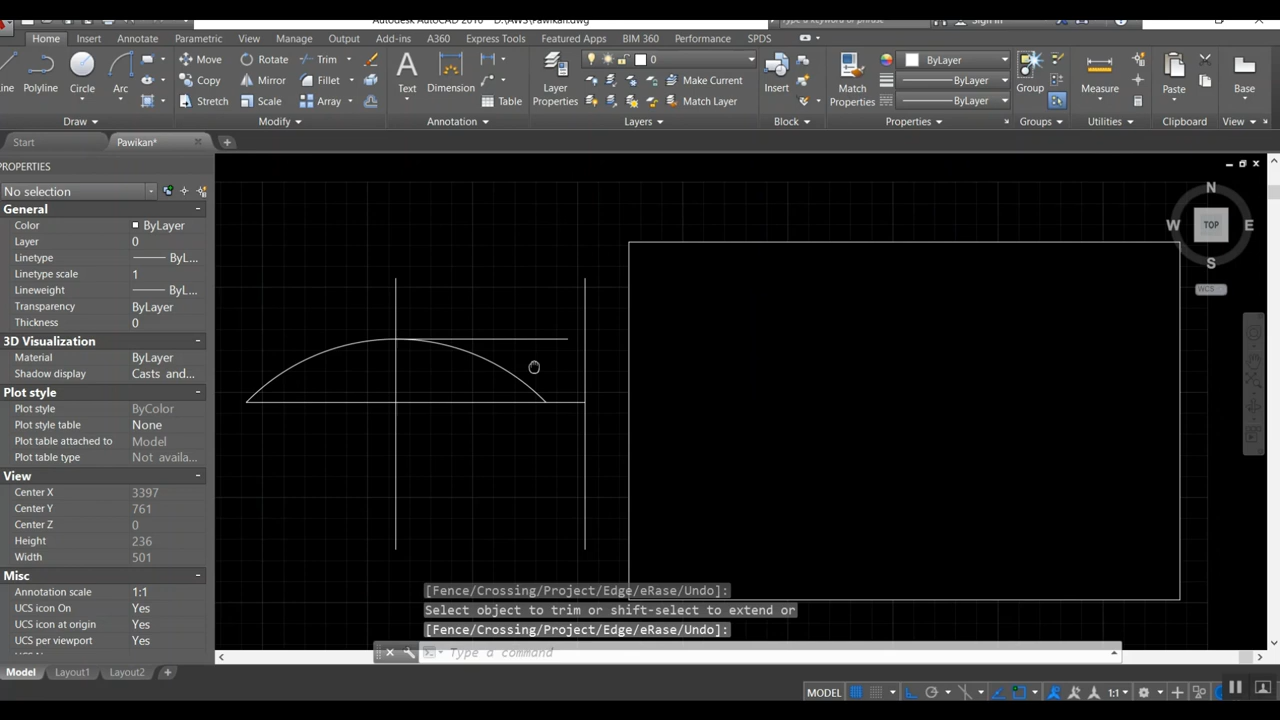 Autodesk AutoCAD 2016 D:\AWS\Pawikan.dwg
Type a keyword or phrase Sign In
Home Insert Annotate Parametric View Manage Output Add-ins A360 Express Tools Featured Apps BIM 360 Performance SPDS
Move Rotate Trim 0 ByLayer
Polyline Circle Arc Copy Mirror Fillet Text Dimension Layer Properties Make Current Insert Match Properties ByLayer Group Measure Paste Base
Stretch Scale Array Table Match Layer ByLayer
Draw Modify Annotation Layers Block Properties Groups Utilities Clipboard View
Start Pawikan*
PROPERTIES
No selection
General
Color ByLayer
Layer 0
Linetype ByL...
Linetype scale 1
Lineweight ByL...
Transparency ByLayer
Thickness 0
3D Visualization
Material ByLayer
Shadow display Casts and...
Plot style
Plot style ByColor
Plot style table None
Plot table attached to Model
Plot table type Not availa...
View
Center X 3397
Center Y 761
Center Z 0
Height 236
Width 501
Misc
Annotation scale 1:1
UCS icon On Yes
UCS icon at origin Yes
UCS per viewport Yes
N
W TOP E
S
WCS
[Fence/Crossing/Project/Edge/eRase/Undo]:
Select object to trim or shift-select to extend or
[Fence/Crossing/Project/Edge/eRase/Undo]:
Type a command
Model Layout1 Layout2 +
MODEL 1:1